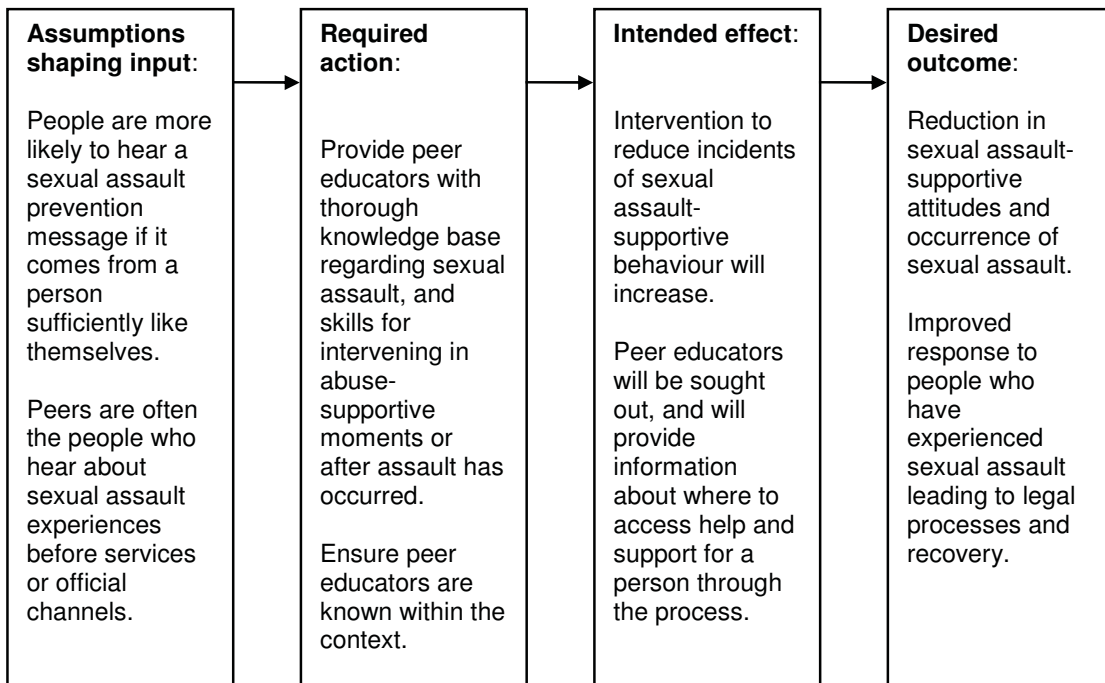 Assumptions
shaping input:
People are more
likely to hear a
sexual assault
prevention
message if it
comes from a
person
sufficiently like
themselves.
Peers are often
the people who
hear about
sexual assault
experiences
before services
or official
channels.
Required
action:
Provide peer
educators with
thorough
knowledge base
regarding sexual
assault, and
skills for
intervening in
abuse-
supportive
moments or
after assault has
occurred.
Ensure peer
educators are
known within the
context.
Intended effect:
Intervention to
reduce incidents
of sexual
assault-
supportive
behaviour will
increase.
Peer educators
will be sought
out, and will
provide
information
about where to
access help and
support for a
person through
the process.
Desired
outcome:
Reduction in
sexual assault-
supportive
attitudes and
occurrence of
sexual assault.
Improved
response to
people who
have
experienced
sexual assault
leading to legal
processes and
recovery.